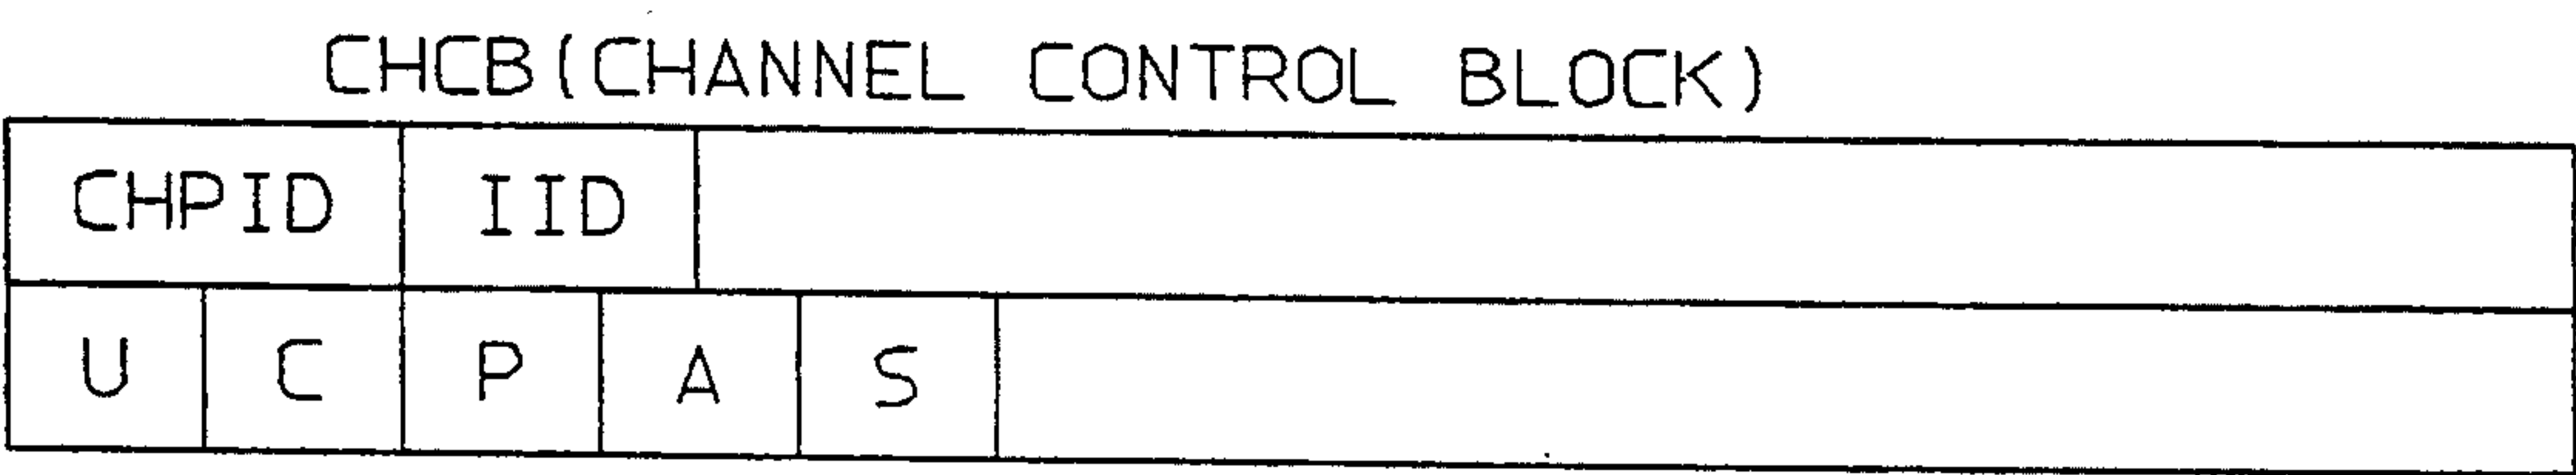 CHCB(CHANNEL CONTROL BLOCK)
CHPID IID
U C P A S